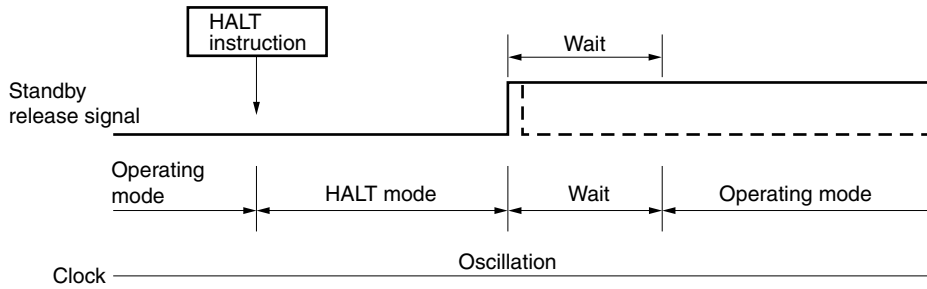 HALT
instruction
Wait
Standby
release signal
Operating
mode
HALT mode
Wait
Operating mode
Oscillation
Clock